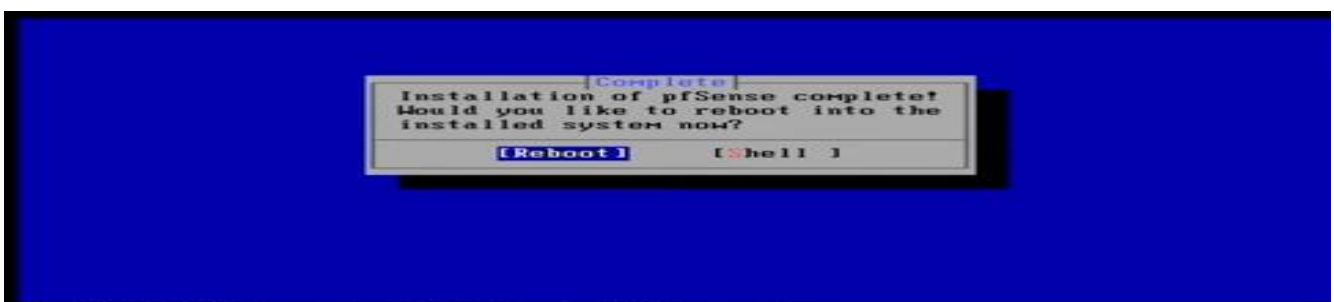 Complete
Installation of pfSense complete!
Would you like to reboot into the
installed system now?
[Reboot] [Shell ]